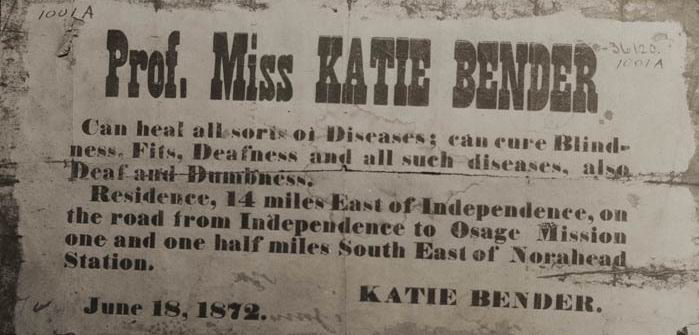 1001A
36120.
1001A
Prof. Miss KATIE BENDER
Can heal all sorts of Diseases; can cure Blind-
ness, Fits, Deafness and all such diseases, also
Deaf and Dumbness.
Residence, 14 miles East of Independence, on
the road from Independence to Osage Mission
one and one half miles South East of Norahead
Station.
KATIE BENDER.
June 18, 1872.